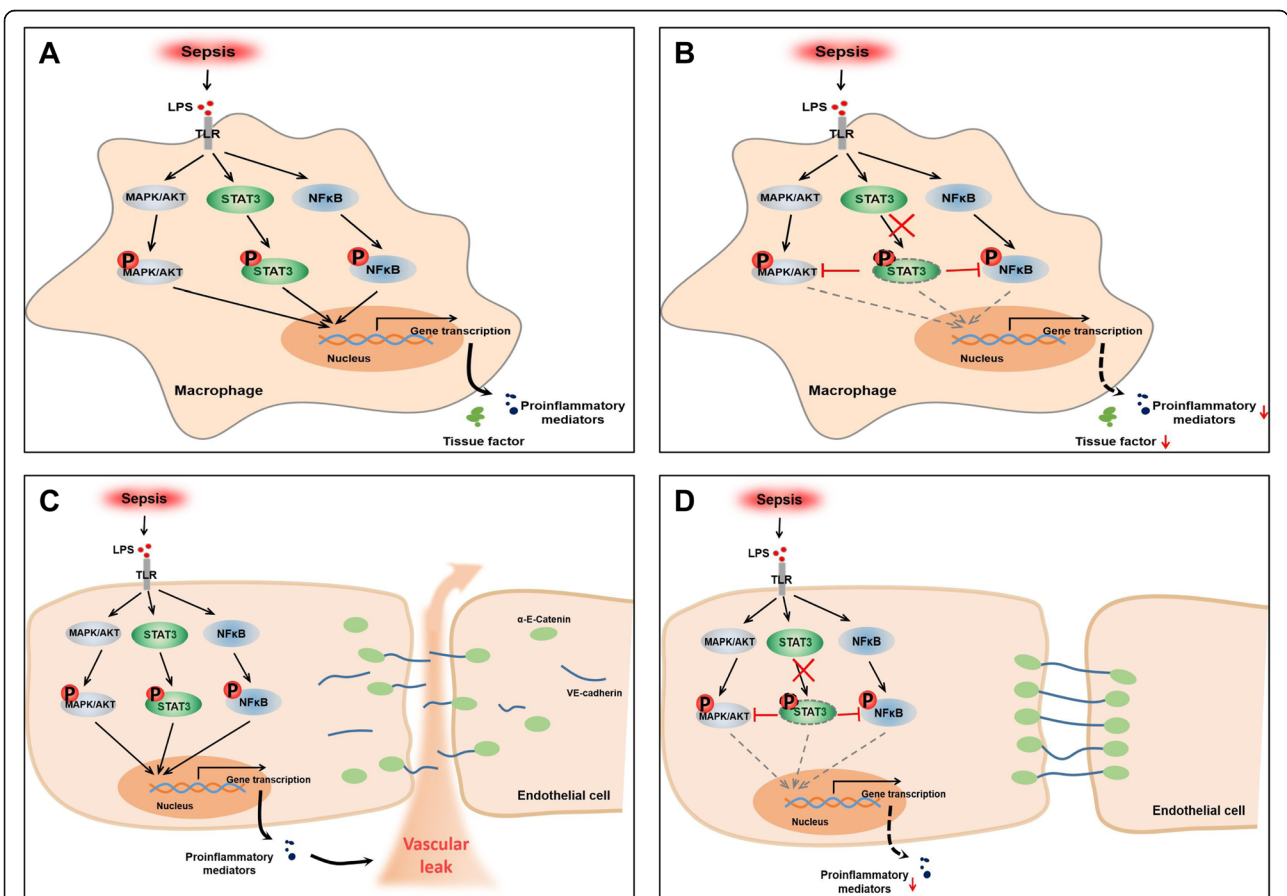 A
Sepsis
LPS
TLR
MAPK/AKT
STAT3
NFκB
P
MAPK/AKT
P
STAT3
P
NFκB
Gene transcription
Nucleus
Macrophage
Proinflammatory
mediators
Tissue factor
B
Sepsis
LPS
TLR
MAPK/AKT
STAT3
NFκB
P
MAPK/AKT
P
STAT3
P
NFκB
Gene transcription
Nucleus
Macrophage
Proinflammatory
mediators
Tissue factor
C
Sepsis
LPS
TLR
MAPK/AKT
STAT3
NFκB
P
MAPK/AKT
P
STAT3
P
NFκB
Gene transcription
Nucleus
Proinflammatory
mediators
Vascular
leak
α-E-Catenin
VE-cadherin
Endothelial cell
D
Sepsis
LPS
TLR
MAPK/AKT
STAT3
NFκB
P
MAPK/AKT
P
STAT3
P
NFκB
Gene transcription
Nucleus
Proinflammatory
mediators
Endothelial cell